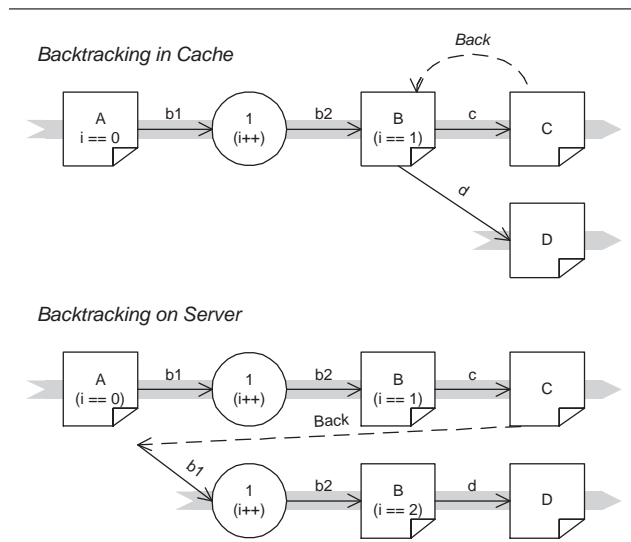 Backtracking in Cache
Back
A
i == 0
b1
1
(i++)
b2
B
(i == 1)
c
C
d
D
Backtracking on Server
A
(i == 0)
b1
1
(i++)
b2
B
(i == 1)
c
C
Back
b1
1
(i++)
b2
B
(i == 2)
d
D